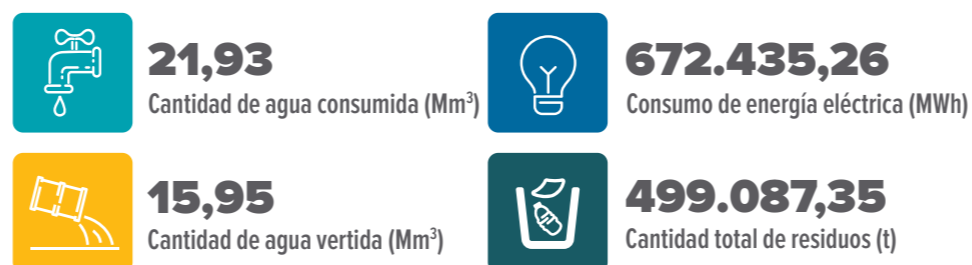 21,93
Cantidad de agua consumida (Mm³)
672.435,26
Consumo de energía eléctrica (MWh)
15,95
Cantidad de agua vertida (Mm³)
499.087,35
Cantidad total de residuos (t)